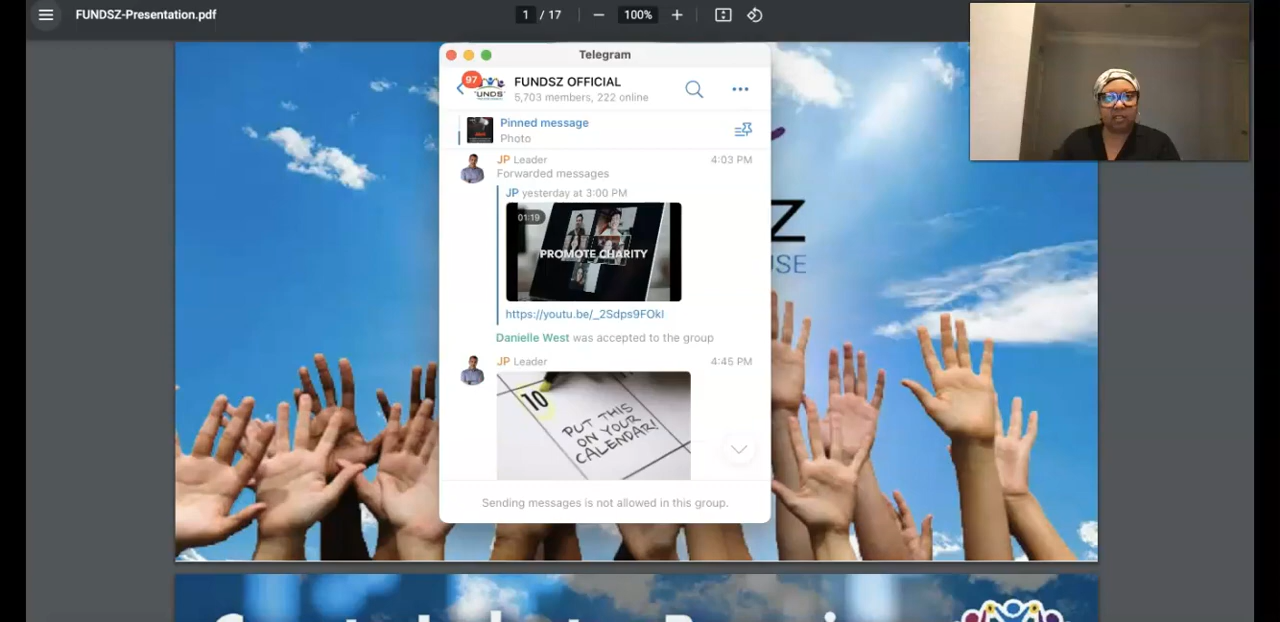 FUNDSZ-Presentation.pdf
1 / 17
100%
Telegram
97
FUNDSZ OFFICIAL
5,703 members, 222 online
Pinned message
Photo
JP Leader
4:03 PM
Forwarded messages
JP yesterday at 3:00 PM
01:19
PROMOTE CHARITY
https://youtu.be/_2Sdps9FOkI
Danielle West was accepted to the group
JP Leader
4:45 PM
10
PUT THIS
ON YOUR
CALENDAR!
Sending messages is not allowed in this group.
Z
USE